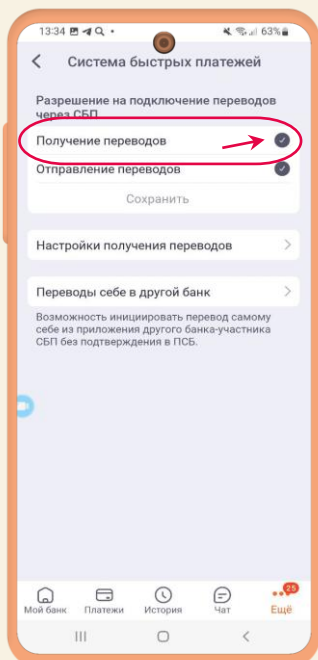 13:34 63%
Система быстрых платежей
Разрешение на подключение переводов
через СБП
Получение переводов
Отправление переводов
Сохранить
Настройки получения переводов
Переводы себе в другой банк
Возможность инициировать перевод самому
себе из приложения другого банка-участника
СБП без подтверждения в ПСБ.
25
Мой банк Платежи История Чат Ещё